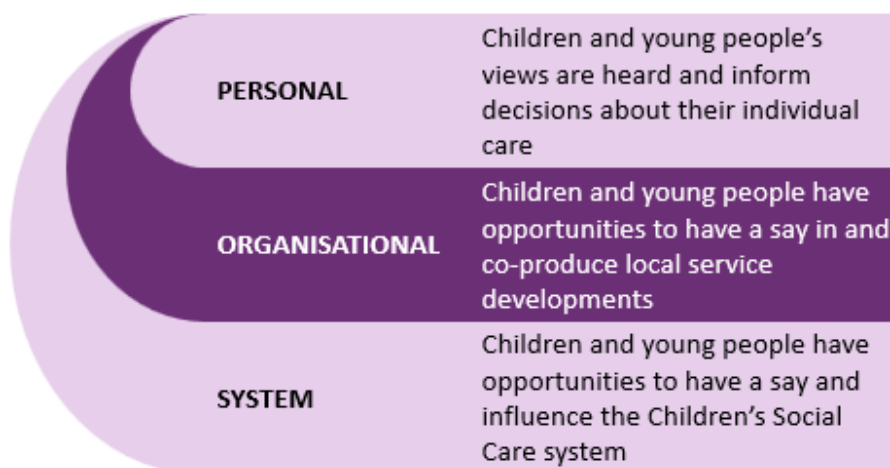 PERSONAL
Children and young people's
views are heard and inform
decisions about their individual
care
ORGANISATIONAL
Children and young people have
opportunities to have a say in and
co-produce local service
developments
SYSTEM
Children and young people have
opportunities to have a say and
influence the Children's Social
Care system